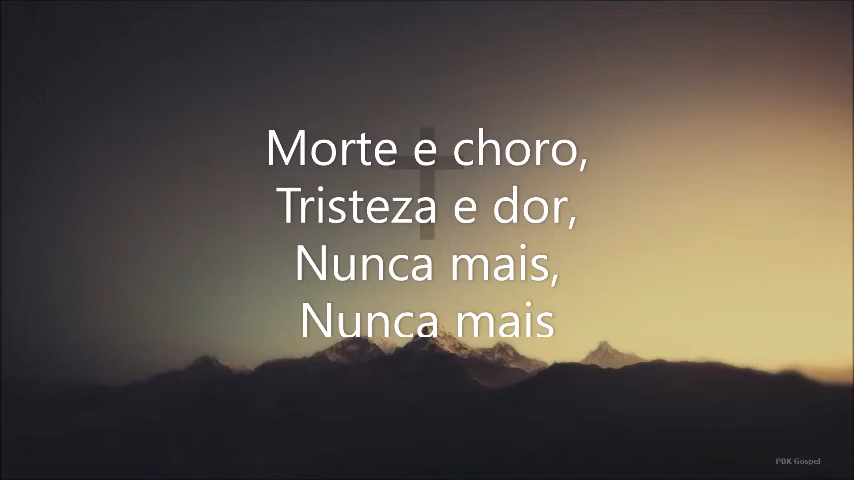 Morte e choro,
Tristeza e dor,
Nunca mais,
Nunca mais
PBK Gospel